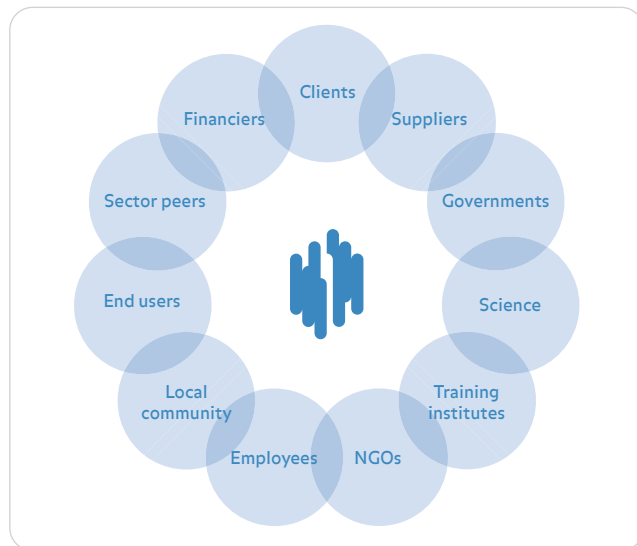 Clients
Suppliers
Governments
Science
Training
institutes
NGOs
Employees
Local
community
End users
Sector peers
Financiers